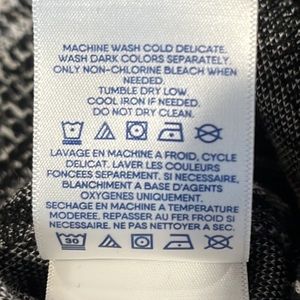 MACHINE WASH COLD DELICATE.
WASH DARK COLORS SEPARATELY.
ONLY NON-CHLORINE BLEACH WHEN
NEEDED.
TUMBLE DRY LOW.
COOL IRON IF NEEDED.
DO NOT DRY CLEAN.
LAVAGE EN MACHINE A FROID, CYCLE
DELICAT. LAVER LES COULEURS
FONCEES SEPAREMENT. SI NECESSAIRE,
BLANCHIMENT A BASE D'AGENTS
OXYGENES UNIQUEMENT.
SECHAGE EN MACHINE A TEMPERATURE
MODEREE. REPASSER AU FER FROID SI
NECESSAIRE. NE PAS NETTOYER A SEC.
30